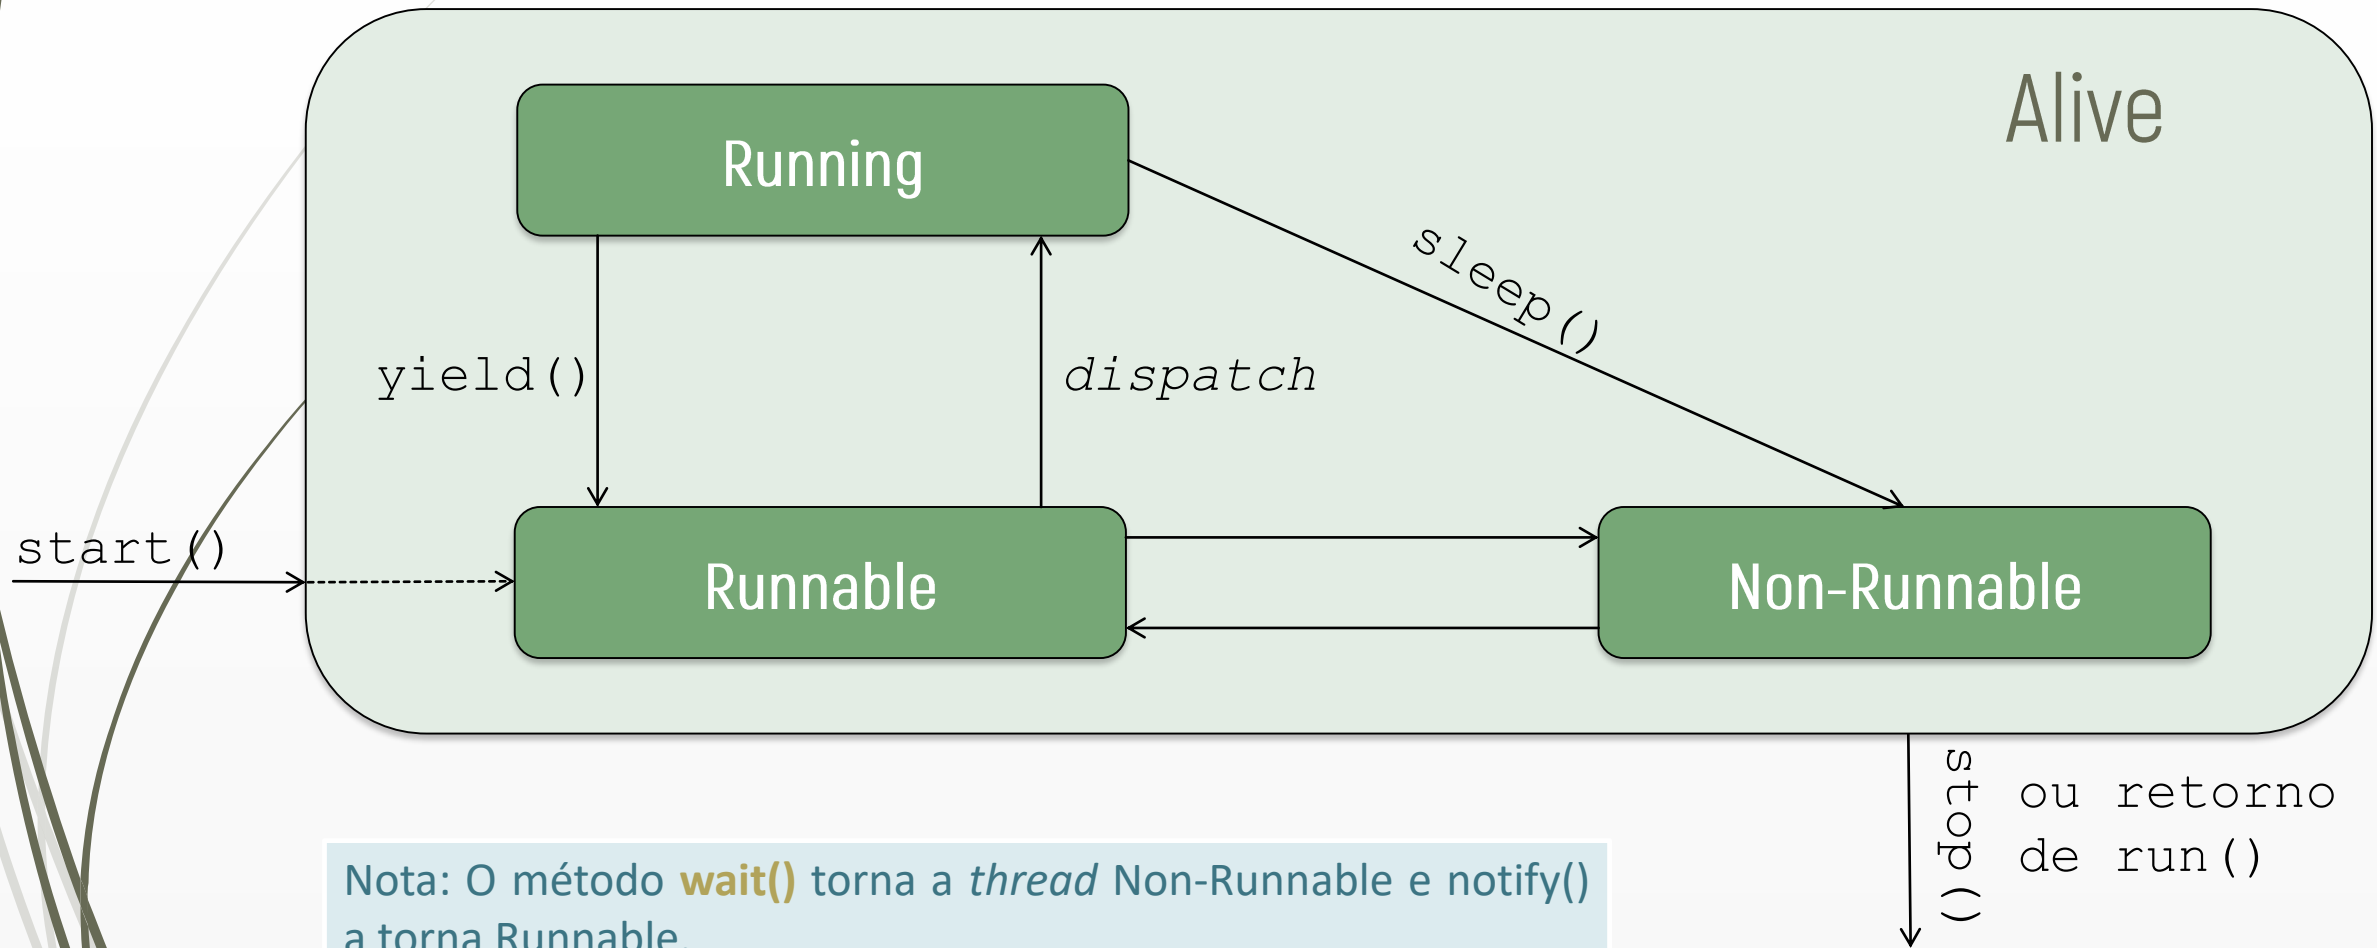 Alive
Running
sleep()
yield()
dispatch
start()
Runnable
Non-Runnable
stop()
ou retorno
de run()
Nota: O método wait() torna a thread Non-Runnable e notify()
a torna Runnable.